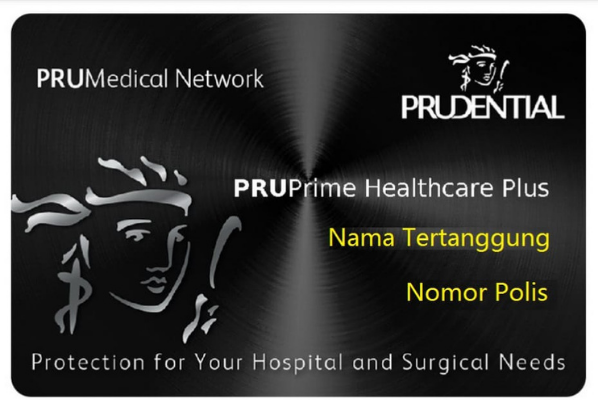 PRUMedical Network
PRUDENTIAL
PRUPrime Healthcare Plus
Nama Tertanggung
Nomor Polis
Protection for Your Hospital and Surgical Needs